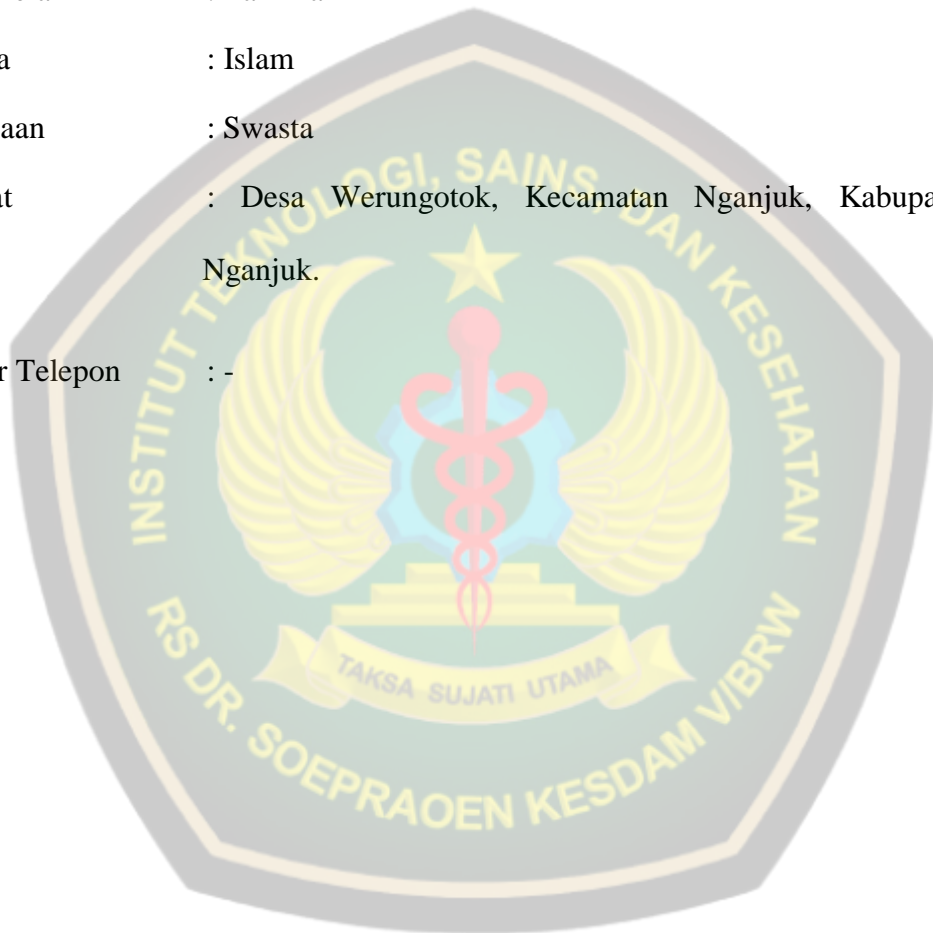 a : Islam
aan : Swasta
at : Desa Werungotok, Kecamatan Nganjuk, Kabupa
Nganjuk.
r Telepon : -
INSTITUT TEKNOLOGI, SAINS, DAN KESEHATAN
TAKSA SUJATI UTAMA
RS DR. SOEPRAOEN KESDAM V/BRW